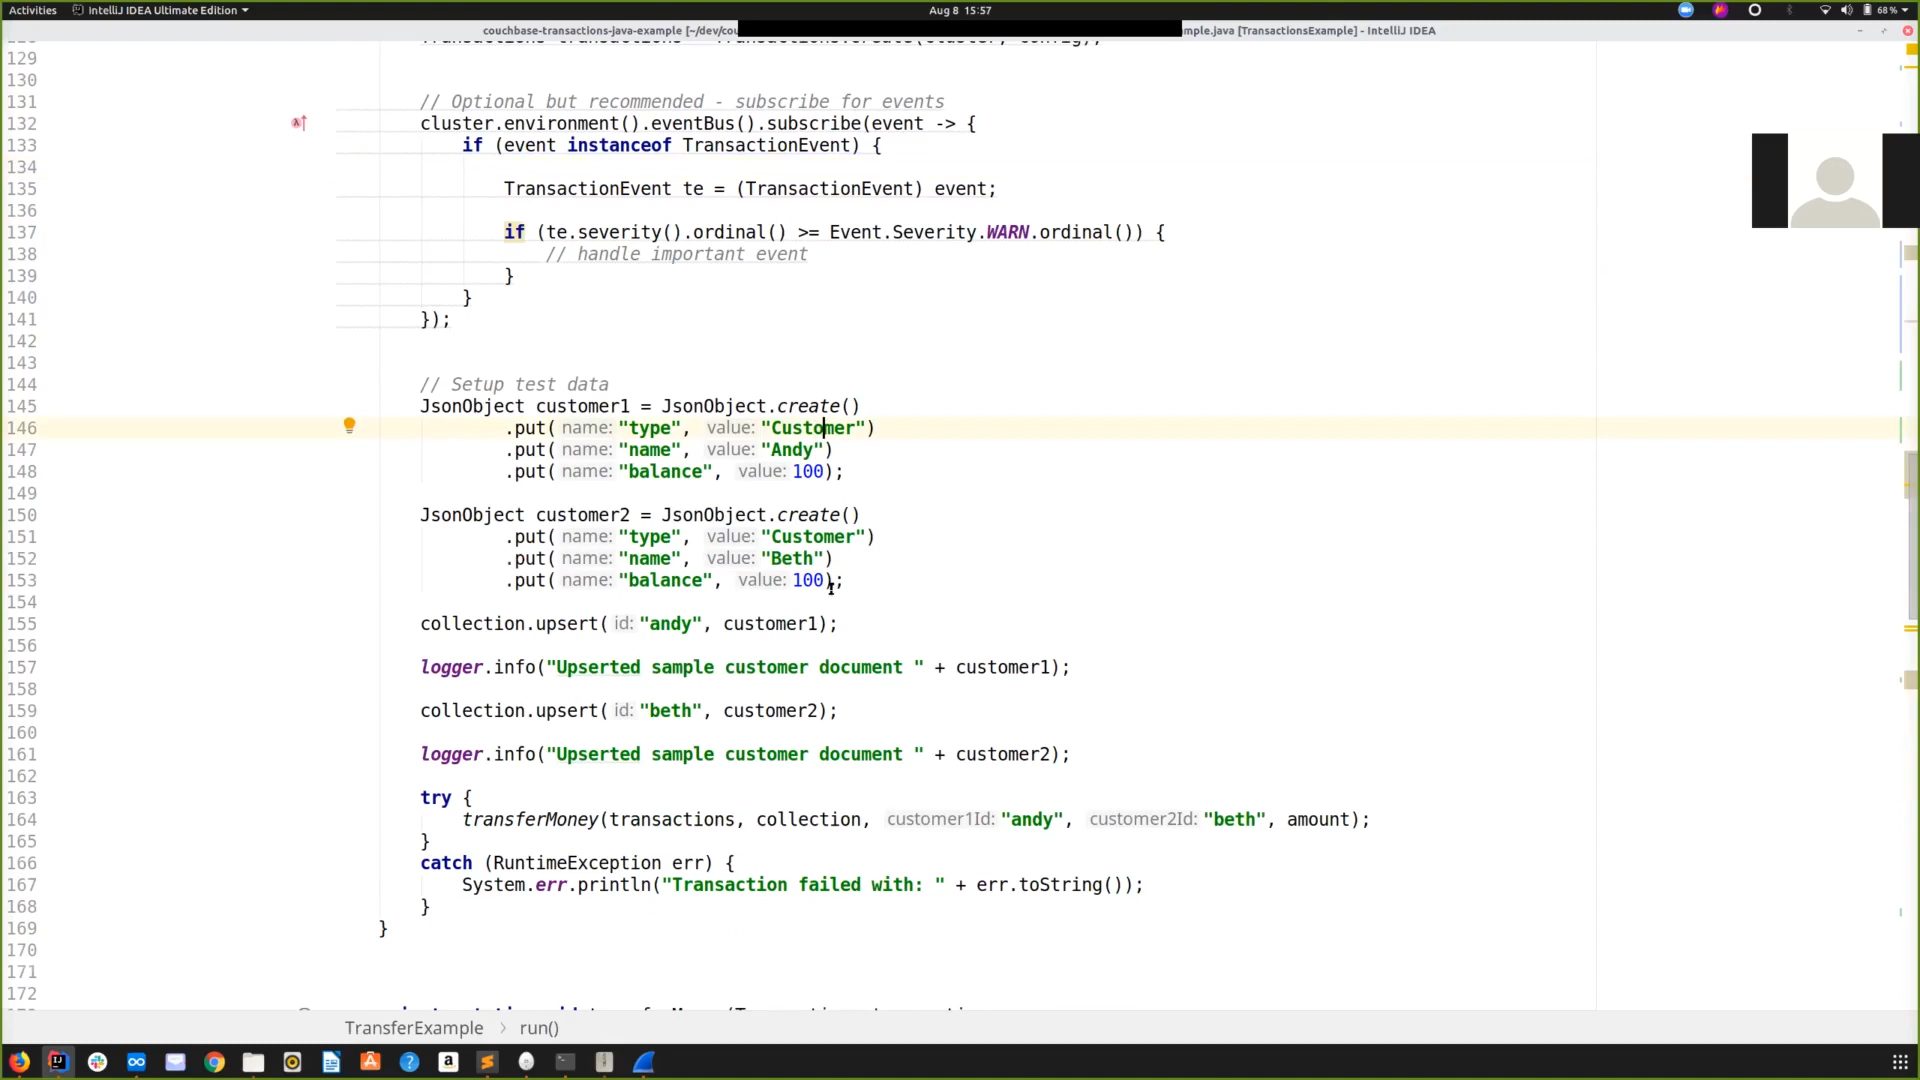 Activities IntelliJ IDEA Ultimate Edition Aug 8 15:57 68 %
couchbase-transactions-java-example [~/dev/cou mple.java [TransactionsExample] - IntelliJ IDEA
129
130
131 // Optional but recommended - subscribe for events
132 cluster.environment().eventBus().subscribe(event -> {
133 if (event instanceof TransactionEvent) {
134
135 TransactionEvent te = (TransactionEvent) event;
136
137 if (te.severity().ordinal() >= Event.Severity.WARN.ordinal()) {
138 // handle important event
139 }
140 }
141 });
142
143
144 // Setup test data
145 JsonObject customer1 = JsonObject.create()
146 .put( name: "type", value: "Customer")
147 .put( name: "name", value: "Andy")
148 .put( name: "balance", value: 100);
149
150 JsonObject customer2 = JsonObject.create()
151 .put( name: "type", value: "Customer")
152 .put( name: "name", value: "Beth")
153 .put( name: "balance", value: 100);
154
155 collection.upsert( id: "andy", customer1);
156
157 logger.info("Upserted sample customer document " + customer1);
158
159 collection.upsert( id: "beth", customer2);
160
161 logger.info("Upserted sample customer document " + customer2);
162
163 try {
164 transferMoney(transactions, collection, customer1Id: "andy", customer2Id: "beth", amount);
165 }
166 catch (RuntimeException err) {
167 System.err.println("Transaction failed with: " + err.toString());
168 }
169 }
170
171
172
TransferExample > run()